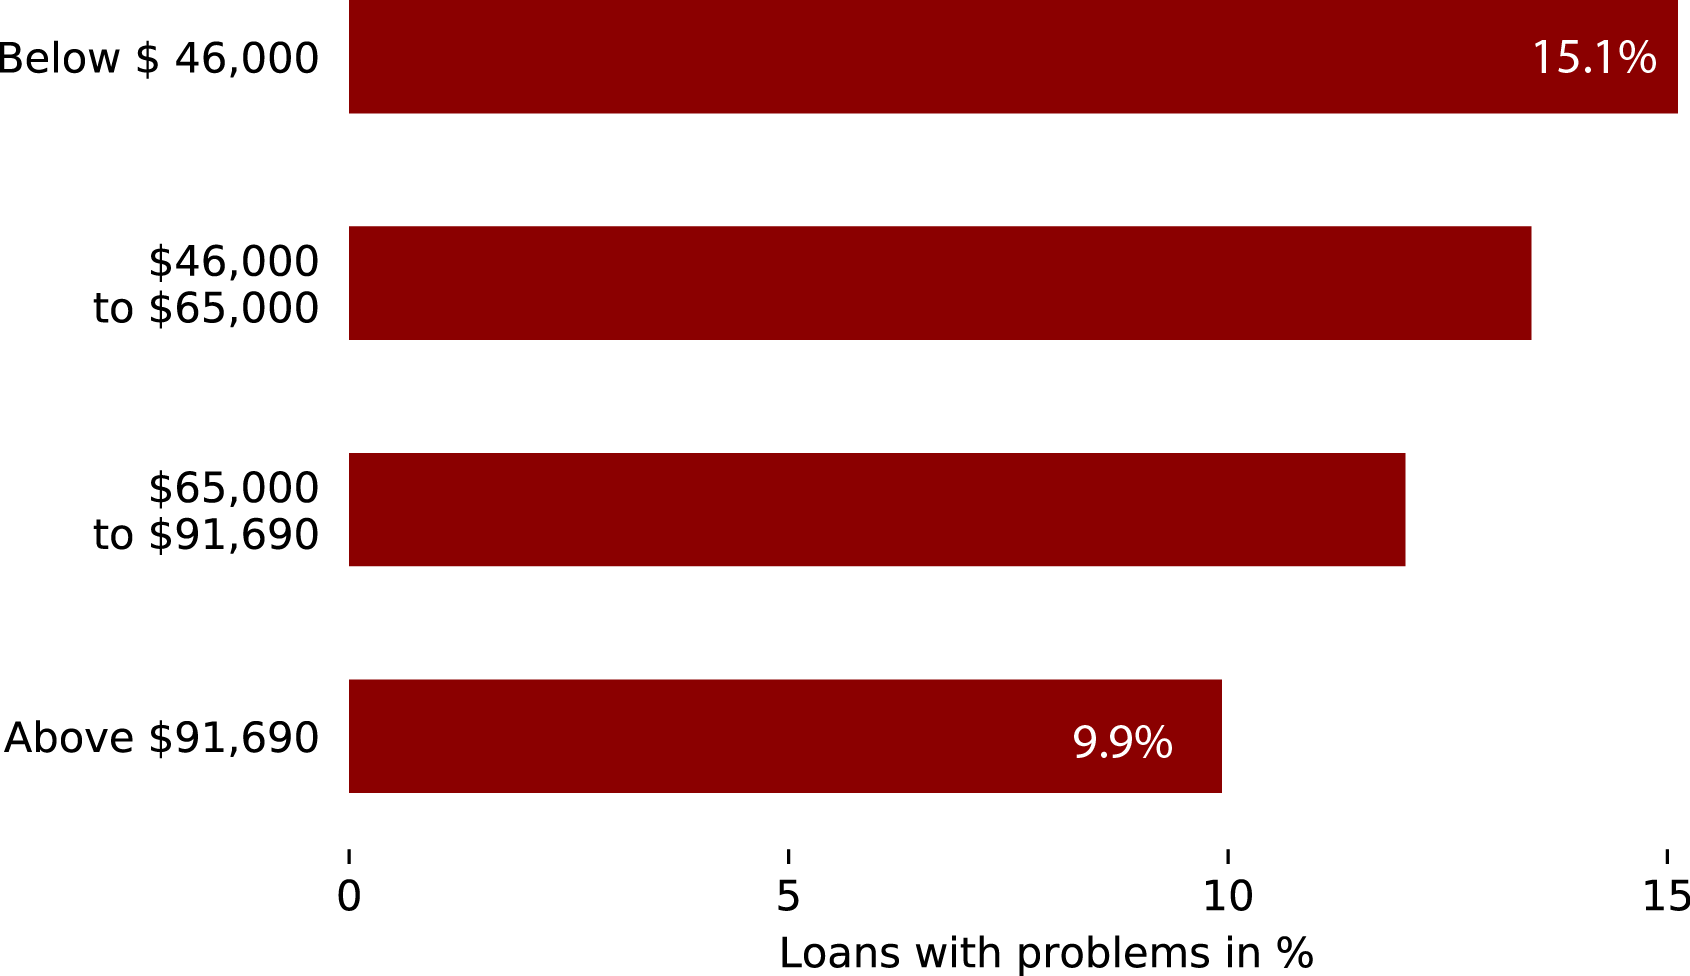 Below $ 46,000
15.1%
$46,000
to $65,000
$65,000
to $91,690
Above $91,690
9.9%
0 5 10 15
Loans with problems in %